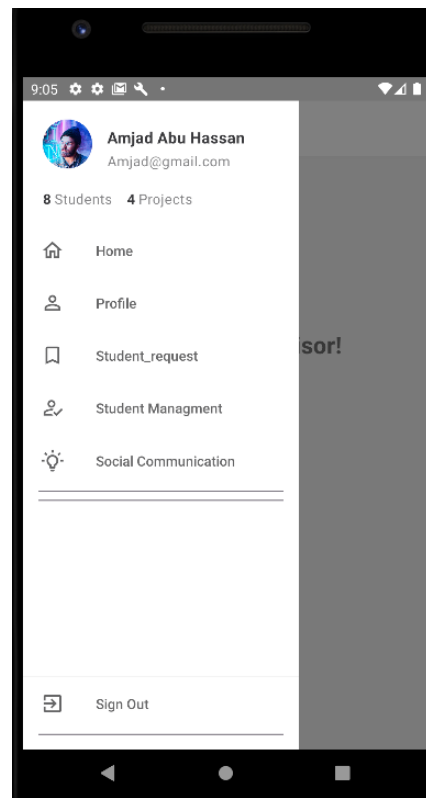 9:05
Amjad Abu Hassan
Amjad@gmail.com
8 Students 4 Projects
Home
Profile
isor!
Student_request
Student Managment
Social Communication
Sign Out